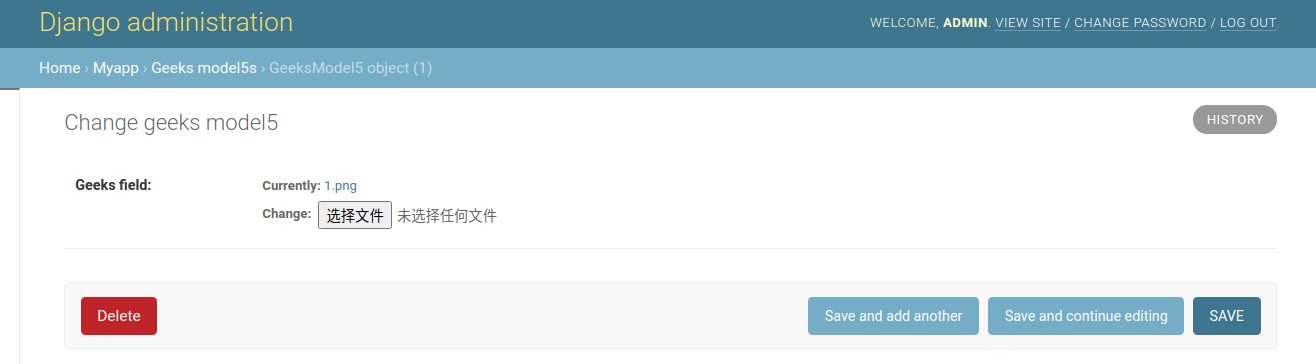 Django administration WELCOME, ADMIN. VIEW SITE / CHANGE PASSWORD / LOG OUT
Home › Myapp › Geeks model5s › GeeksModel5 object (1)
Change geeks model5 HISTORY
Geeks field: Currently: 1.png
Change: 选择文件 未选择任何文件
Delete Save and add another Save and continue editing SAVE